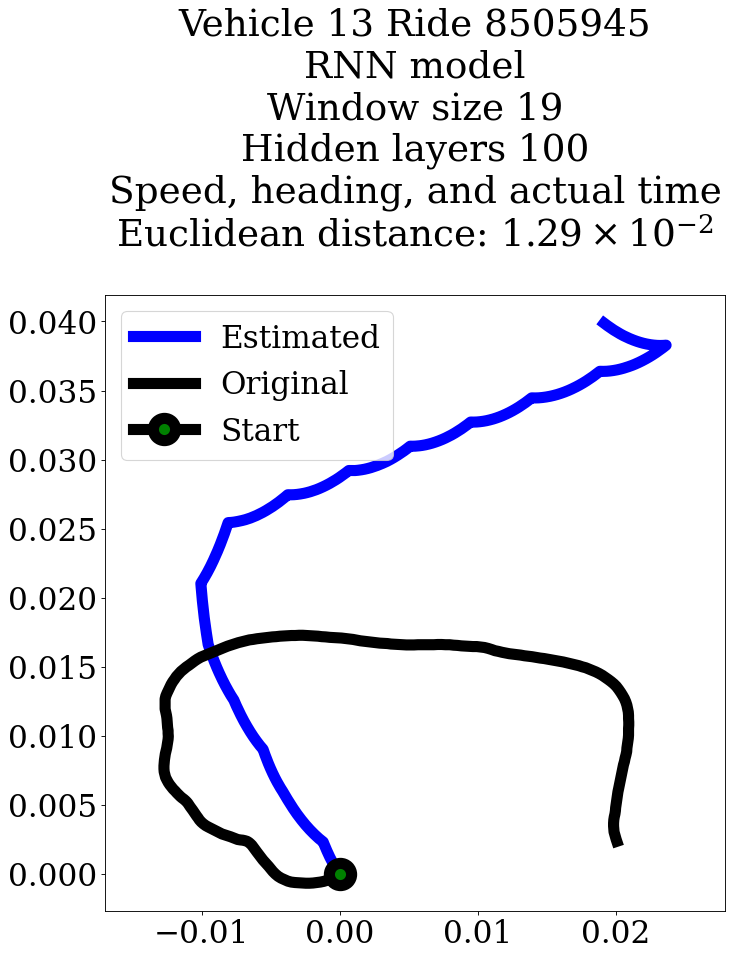 Vehicle 13 Ride 8505945
RNN model
Window size 19
Hidden layers 100
Speed, heading, and actual time
Euclidean distance: 1.29 × 10⁻²
Estimated
Original
Start
0.040
0.035
0.030
0.025
0.020
0.015
0.010
0.005
0.000
−0.01
0.00
0.01
0.02